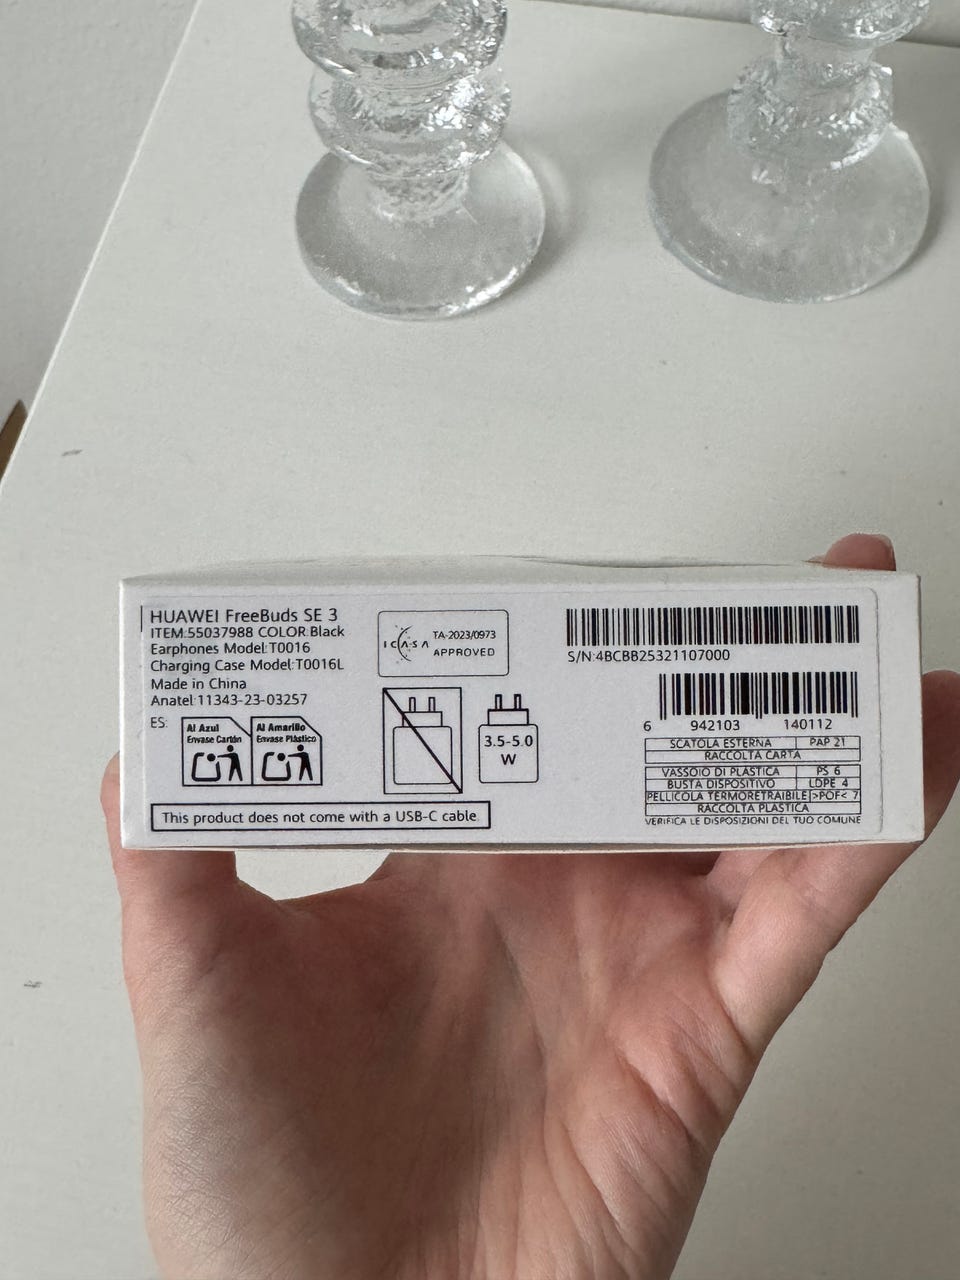 HUAWEI FreeBuds SE 3
ITEM:55037988 COLOR:Black
Earphones Model:T0016
Charging Case Model:T0016L
Made in China
Anatel:11343-23-03257
ES:
Al Azul
Envase Cartón
Al Amarillo
Envase Plástico
This product does not come with a USB-C cable.
ICASA
TA-2023/0973
APPROVED
3.5-5.0
W
S/N:4BCBB25321107000
6 942103 140112
SCATOLA ESTERNA PAP 21
RACCOLTA CARTA
VASSOIO DI PLASTICA PS 6
BUSTA DISPOSITIVO LDPE 4
PELLICOLA TERMORETRAIBILE >POF< 7
RACCOLTA PLASTICA
VERIFICA LE DISPOSIZIONI DEL TUO COMUNE